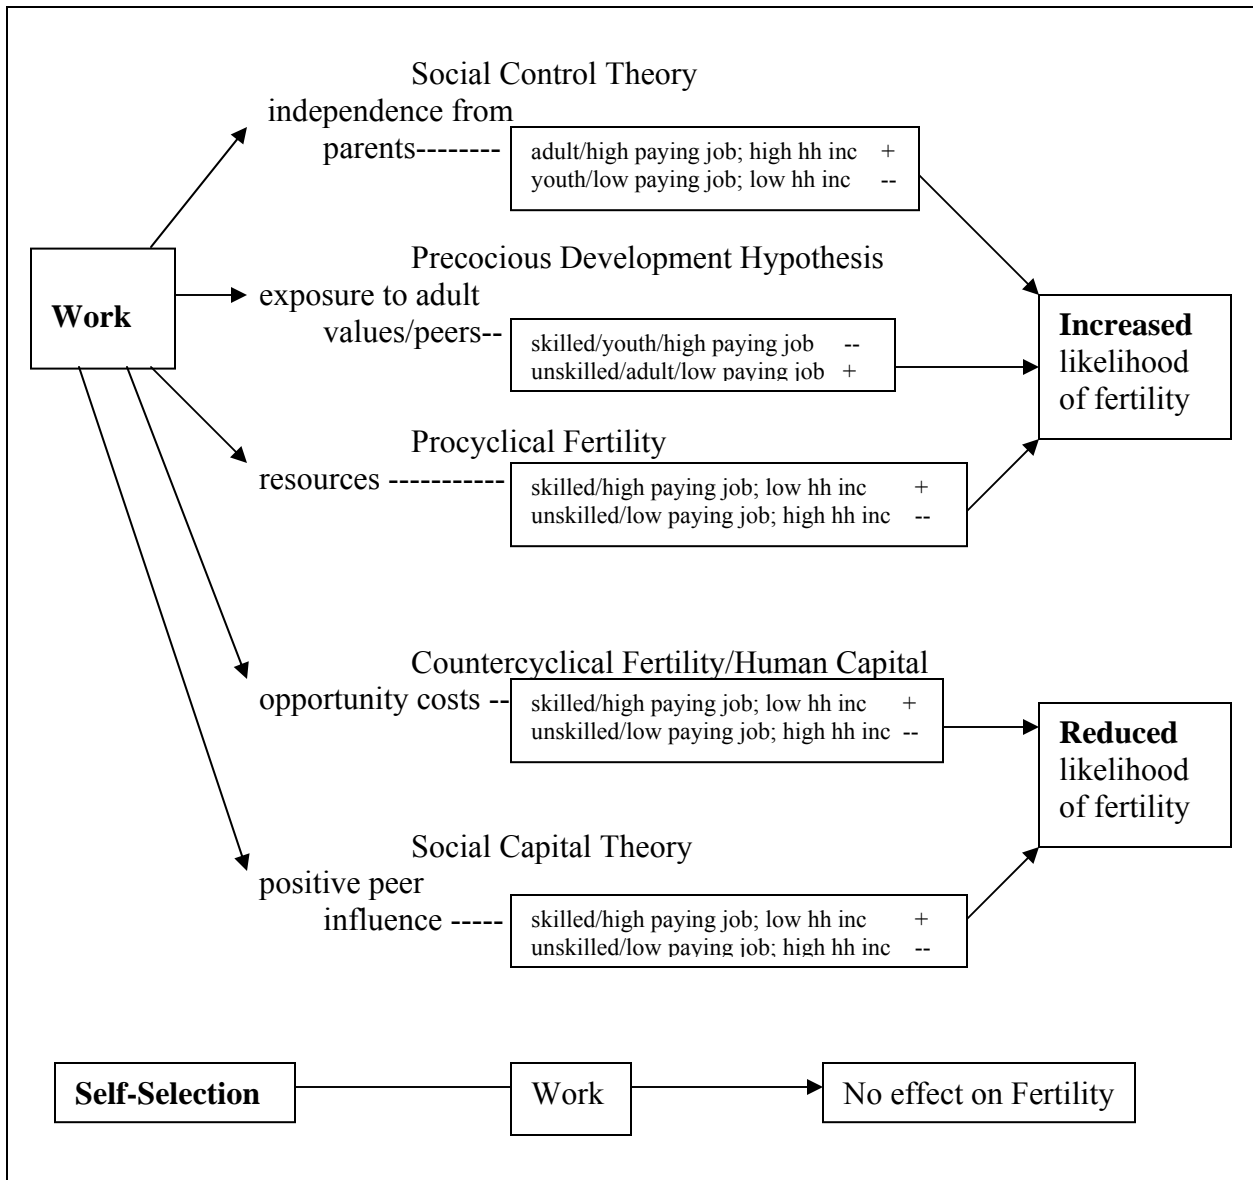 Social Control Theory
independence from
parents--------
adult/high paying job; high hh inc +
youth/low paying job; low hh inc --
Work
Precocious Development Hypothesis
exposure to adult
values/peers--
skilled/youth/high paying job --
unskilled/adult/low paying job +
Increased
likelihood
of fertility
Procyclical Fertility
resources -----------
skilled/high paying job; low hh inc +
unskilled/low paying job; high hh inc --
Countercyclical Fertility/Human Capital
opportunity costs --
skilled/high paying job; low hh inc +
unskilled/low paying job; high hh inc --
Reduced
likelihood
of fertility
Social Capital Theory
positive peer
influence -----
skilled/high paying job; low hh inc +
unskilled/low paying job; high hh inc --
Self-Selection
Work
No effect on Fertility